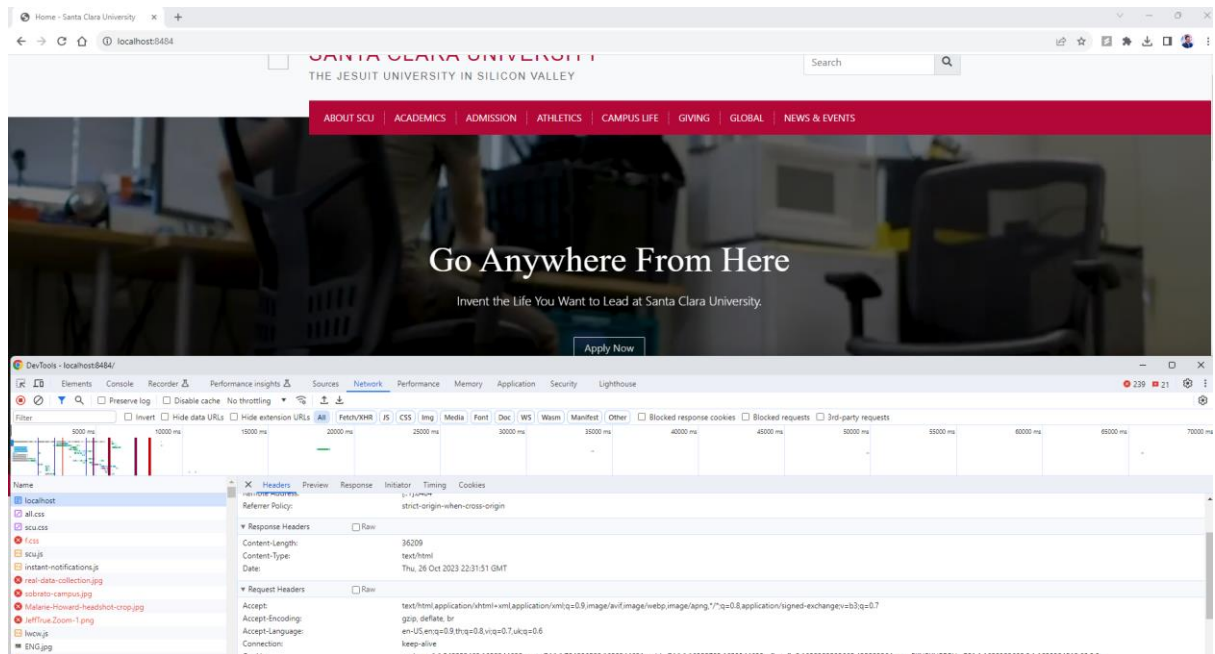 Home - Santa Clara University
localhost:8484
SANTA CLARA UNIVERSITY
THE JESUIT UNIVERSITY IN SILICON VALLEY
Search
ABOUT SCU ACADEMICS ADMISSION ATHLETICS CAMPUS LIFE GIVING GLOBAL NEWS & EVENTS
Go Anywhere From Here
Invent the Life You Want to Lead at Santa Clara University.
Apply Now
DevTools - localhost:8484/
Elements Console Recorder Performance insights Sources Network Performance Memory Application Security Lighthouse 239 21
Preserve log Disable cache No throttling
Filter Invert Hide data URLs Hide extension URLs All Fetch/XHR JS CSS Img Media Font Doc WS Wasm Manifest Other Blocked response cookies Blocked requests 3rd-party requests
5000 ms 10000 ms 15000 ms 20000 ms 25000 ms 30000 ms 35000 ms 40000 ms 45000 ms 50000 ms 55000 ms 60000 ms 65000 ms 70000 ms
Name Headers Preview Response Initiator Timing Cookies
localhost
Referrer Policy: strict-origin-when-cross-origin
all.css
scu.css
Response Headers Raw
f.css
Content-Length: 36209
scu.js
Content-Type: text/html
instant-notifications.js
Date: Thu, 26 Oct 2023 22:31:51 GMT
real-data-collection.jpg
sobrato-campus.jpg
Request Headers Raw
Melanie-Howard-headshot-crop.jpg
Accept: text/html,application/xhtml+xml,application/xml;q=0.9,image/avif,image/webp,image/apng,*/*;q=0.8,application/signed-exchange;v=b3;q=0.7
JeffTrue-Zoom-1.png
Accept-Encoding: gzip, deflate, br
lwcw.js
Accept-Language: en-US,en;q=0.9,th;q=0.8,vi;q=0.7,uk;q=0.6
ENG.jpg
Connection: keep-alive